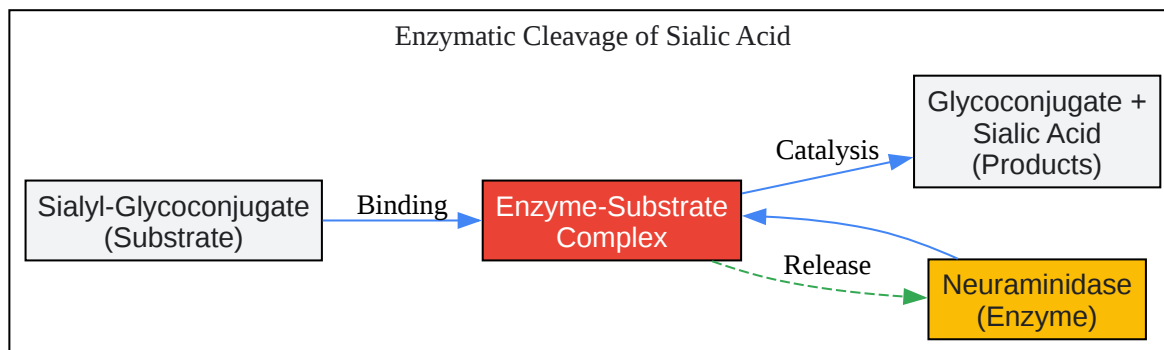 Enzymatic Cleavage of Sialic Acid
Sialyl-Glycoconjugate
(Substrate)
Binding
Enzyme-Substrate
Complex
Catalysis
Glycoconjugate +
Sialic Acid
(Products)
Release
Neuraminidase
(Enzyme)